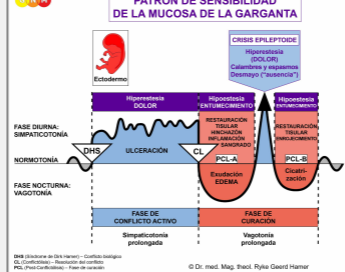 PATRÓN DE SENSIBILIDAD
DE LA MUCOSA DE LA GARGANTA
CRISIS EPILEPTOIDE
Hiperestesia
(DOLOR)
Calambres y espasmos
Desmayo ("ausencia")
Ectodermo
Hiperestesia
DOLOR
Hipoestesia
ENTUMECIMIENTO
Hipoestesia
ENTUMECIMIENTO
FASE DIURNA:
SIMPATICOTONÍA
RESTAURACIÓN
TISULAR
HINCHAZÓN
INFLAMACIÓN
SANGRADO
RESTAURACIÓN
TISULAR
ENROJECIMIENTO
DHS
ULCERACIÓN
CL
PCL-A
PCL-B
NORMOTONÍA
Exudación
EDEMA
Cicatri-
zación
FASE NOCTURNA:
VAGOTONÍA
FASE DE
CONFLICTO ACTIVO
FASE DE
CURACIÓN
Simpaticotonía
prolongada
Vagotonía
prolongada
DHS (Síndrome de Dirk Hamer) – Conflicto biológico
CL (Conflictólisis) – Resolución del conflicto
PCL (Post-Conflictólisis) – Fase de curación
© Dr. med. Mag. theol. Ryke Geerd Hamer